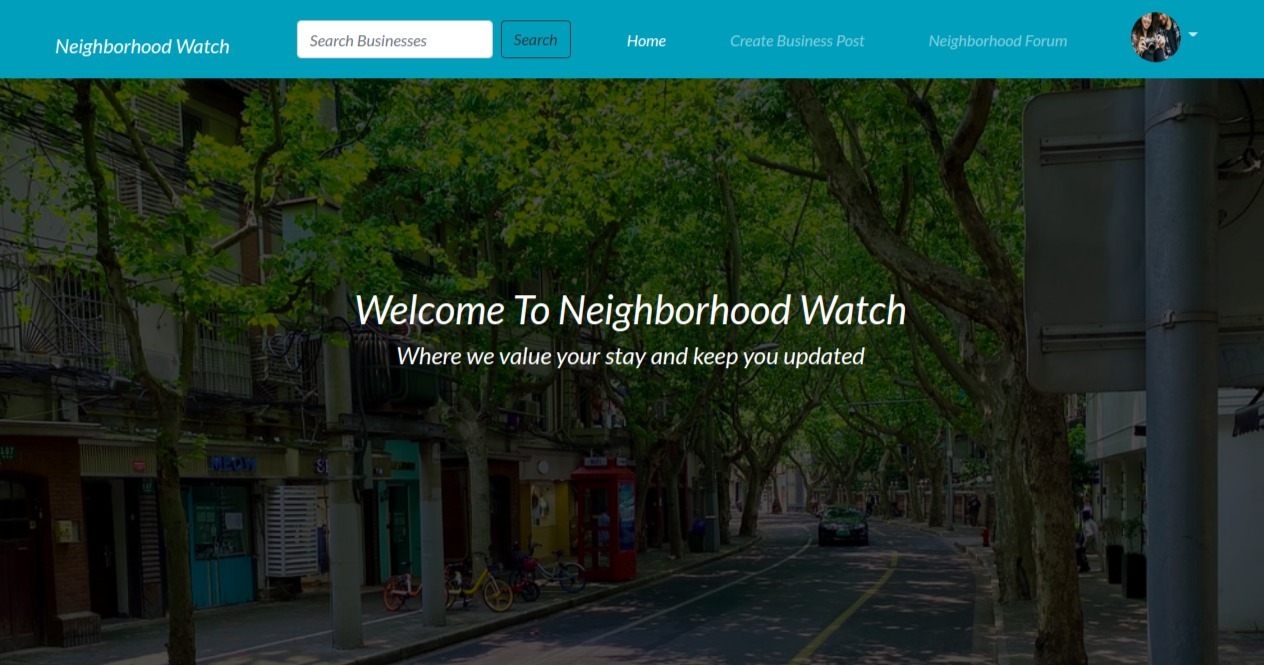 Neighborhood Watch
Search Businesses
Search
Home
Create Business Post
Neighborhood Forum
Welcome To Neighborhood Watch
Where we value your stay and keep you updated
MEOW